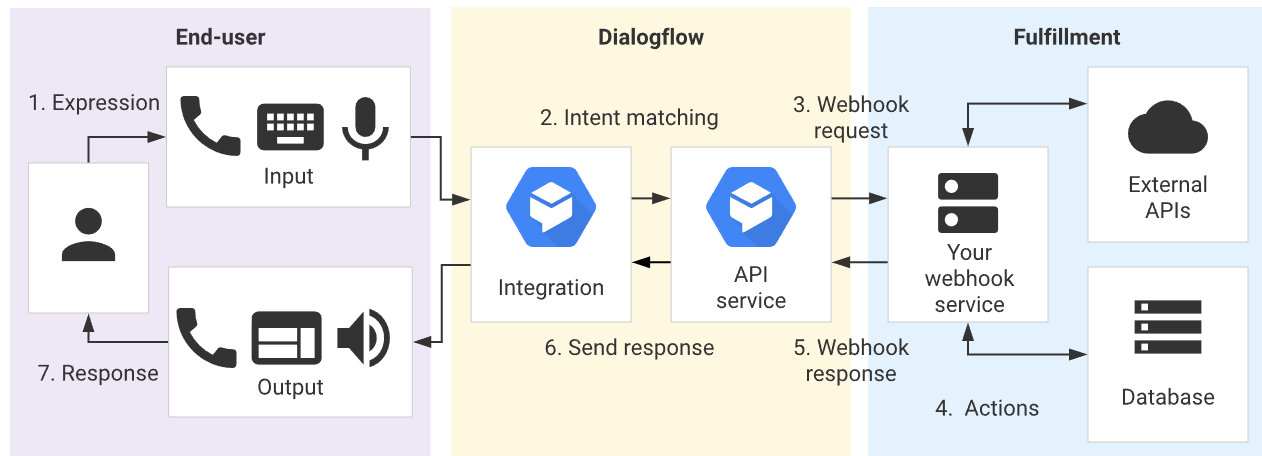 End-user
Dialogflow
Fulfillment
1. Expression
Input
2. Intent matching
3. Webhook
request
External
APIs
Integration
API
service
Your
webhook
service
7. Response
Output
6. Send response
5. Webhook
response
4. Actions
Database